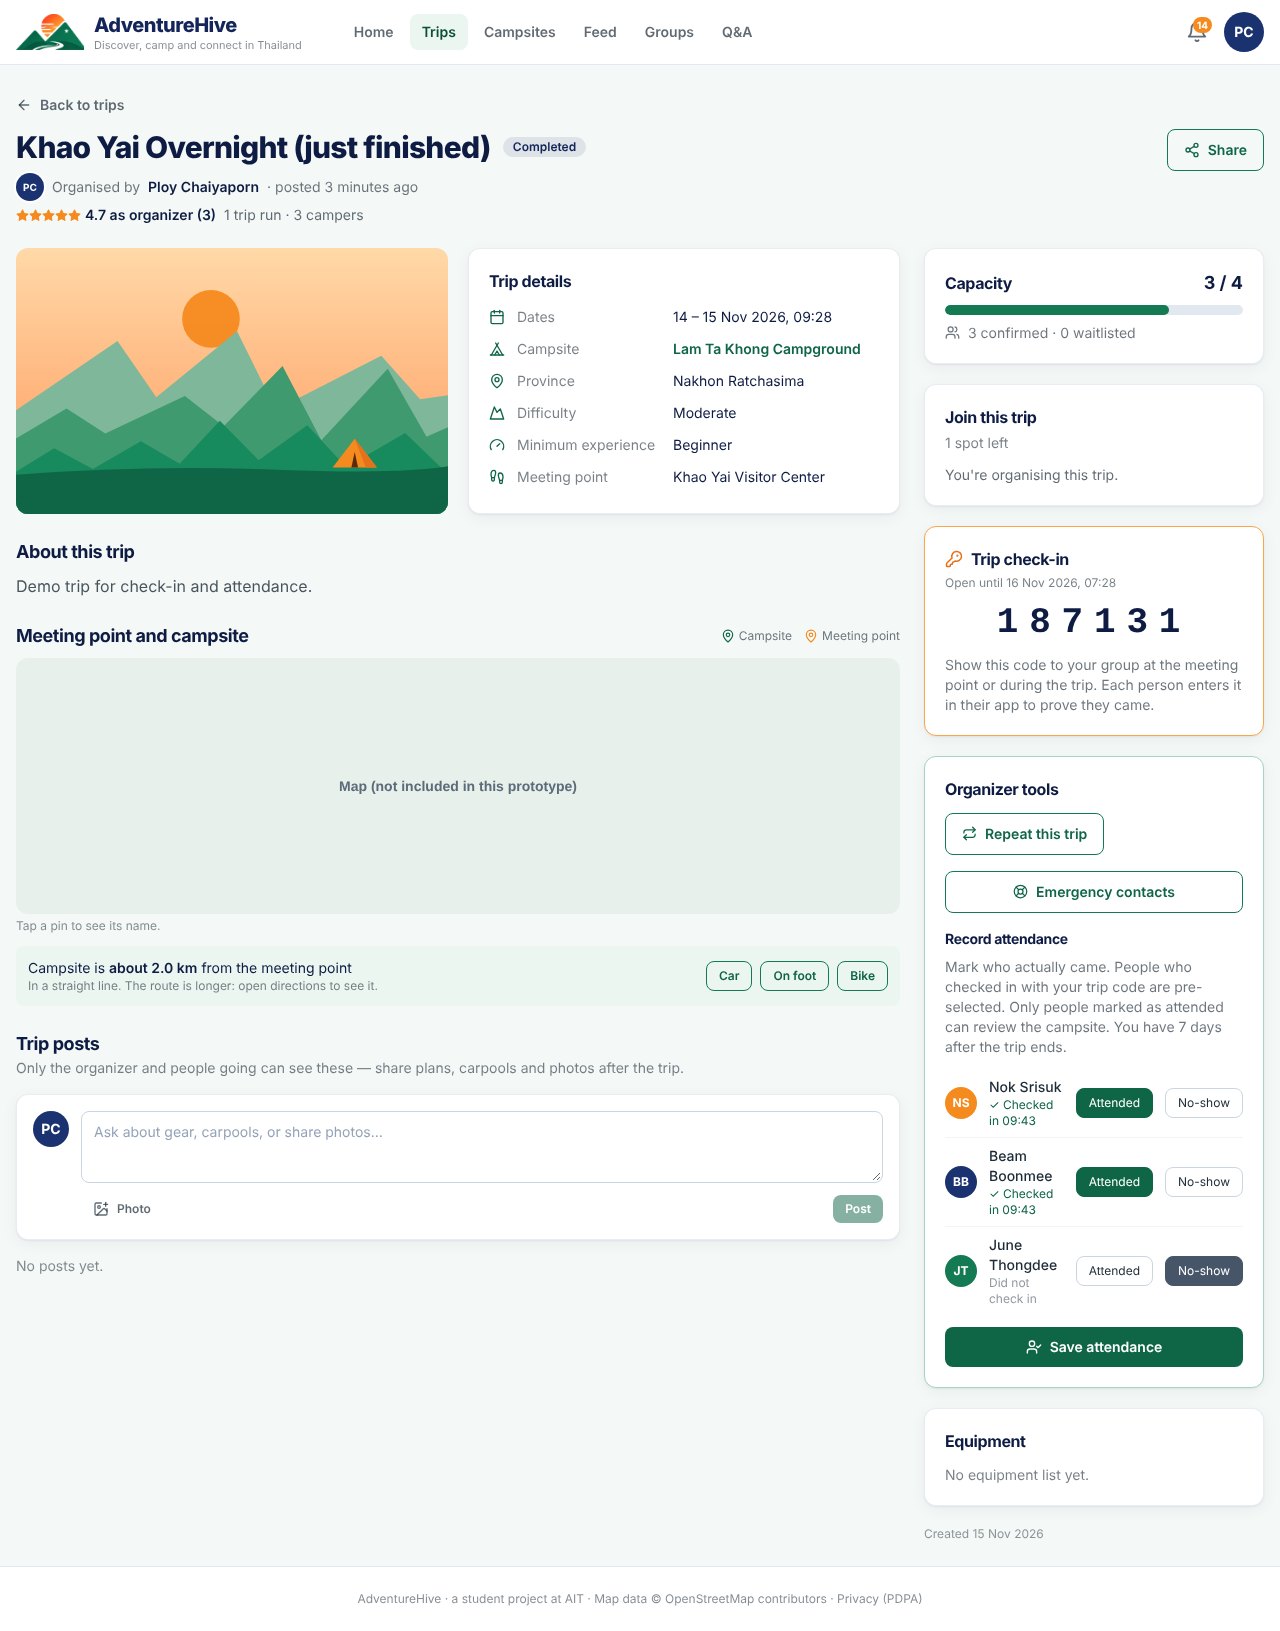 AdventureHive
Discover, camp and connect in Thailand
Home
Trips
Campsites
Feed
Groups
Q&A
14
PC
Back to trips
Khao Yai Overnight (just finished)
Completed
Share
PC
Organised by Ploy Chaiyaporn · posted 3 minutes ago
4.7 as organizer (3) 1 trip run · 3 campers
Trip details
Dates
14 – 15 Nov 2026, 09:28
Campsite
Lam Ta Khong Campground
Province
Nakhon Ratchasima
Difficulty
Moderate
Minimum experience
Beginner
Meeting point
Khao Yai Visitor Center
About this trip
Demo trip for check-in and attendance.
Meeting point and campsite
Campsite
Meeting point
Map (not included in this prototype)
Tap a pin to see its name.
Campsite is about 2.0 km from the meeting point
In a straight line. The route is longer: open directions to see it.
Car
On foot
Bike
Trip posts
Only the organizer and people going can see these — share plans, carpools and photos after the trip.
PC
Ask about gear, carpools, or share photos...
Photo
Post
No posts yet.
Capacity
3 / 4
3 confirmed · 0 waitlisted
Join this trip
1 spot left
You're organising this trip.
Trip check-in
Open until 16 Nov 2026, 07:28
187131
Show this code to your group at the meeting
point or during the trip. Each person enters it
in their app to prove they came.
Organizer tools
Repeat this trip
Emergency contacts
Record attendance
Mark who actually came. People who
checked in with your trip code are pre-
selected. Only people marked as attended
can review the campsite. You have 7 days
after the trip ends.
NS
Nok Srisuk
✓ Checked
in 09:43
Attended
No-show
BB
Beam
Boonmee
✓ Checked
in 09:43
Attended
No-show
JT
June
Thongdee
Did not
check in
Attended
No-show
Save attendance
Equipment
No equipment list yet.
Created 15 Nov 2026
AdventureHive · a student project at AIT · Map data © OpenStreetMap contributors · Privacy (PDPA)